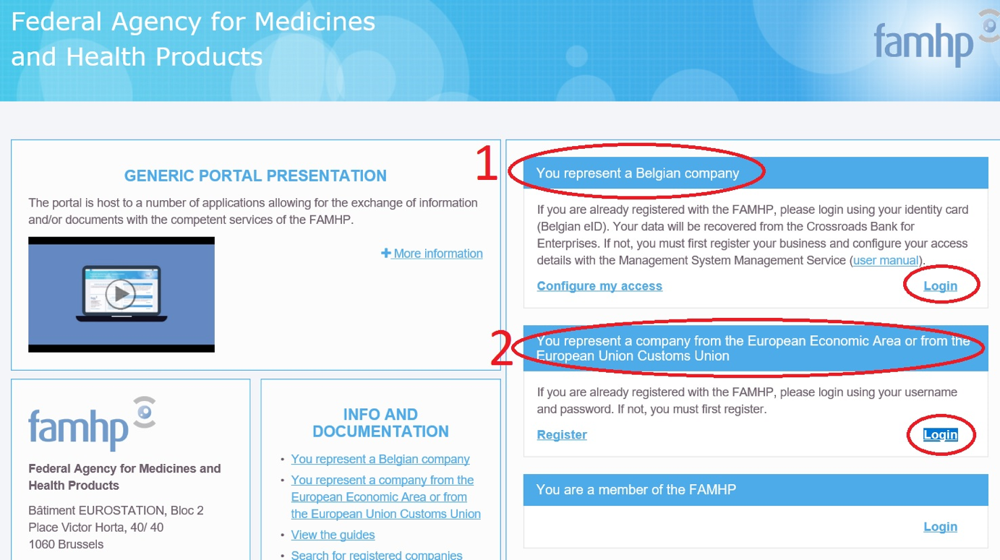 Federal Agency for Medicines
and Health Products
famhp
GENERIC PORTAL PRESENTATION
The portal is host to a number of applications allowing for the exchange of information
and/or documents with the competent services of the FAMHP.
+ More information
1
You represent a Belgian company
If you are already registered with the FAMHP, please login using your identity card
(Belgian eID). Your data will be recovered from the Crossroads Bank for
Enterprises. If not, you must first register your business and configure your access
details with the Management System Management Service (user manual).
Configure my access Login
2
You represent a company from the European Economic Area or from the
European Union Customs Union
If you are already registered with the FAMHP, please login using your username
and password. If not, you must first register.
Register Login
You are a member of the FAMHP
Login
famhp
Federal Agency for Medicines and
Health Products
Bâtiment EUROSTATION, Bloc 2
Place Victor Horta, 40/ 40
1060 Brussels
INFO AND
DOCUMENTATION
• You represent a Belgian company
• You represent a company from the
European Economic Area or from
the European Union Customs Union
• View the guides
• Search for registered companies